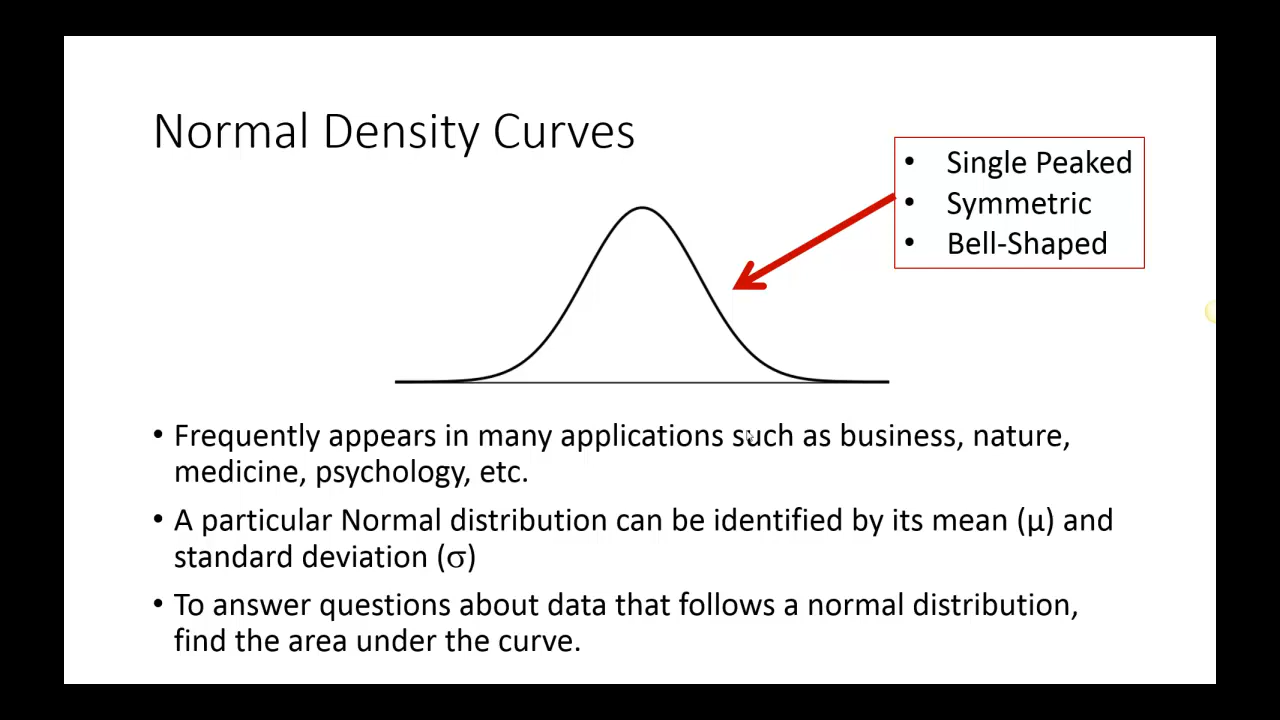 Normal Density Curves
• Single Peaked
• Symmetric
• Bell-Shaped
• Frequently appears in many applications such as business, nature,
medicine, psychology, etc.
• A particular Normal distribution can be identified by its mean (μ) and
standard deviation (σ)
• To answer questions about data that follows a normal distribution,
find the area under the curve.